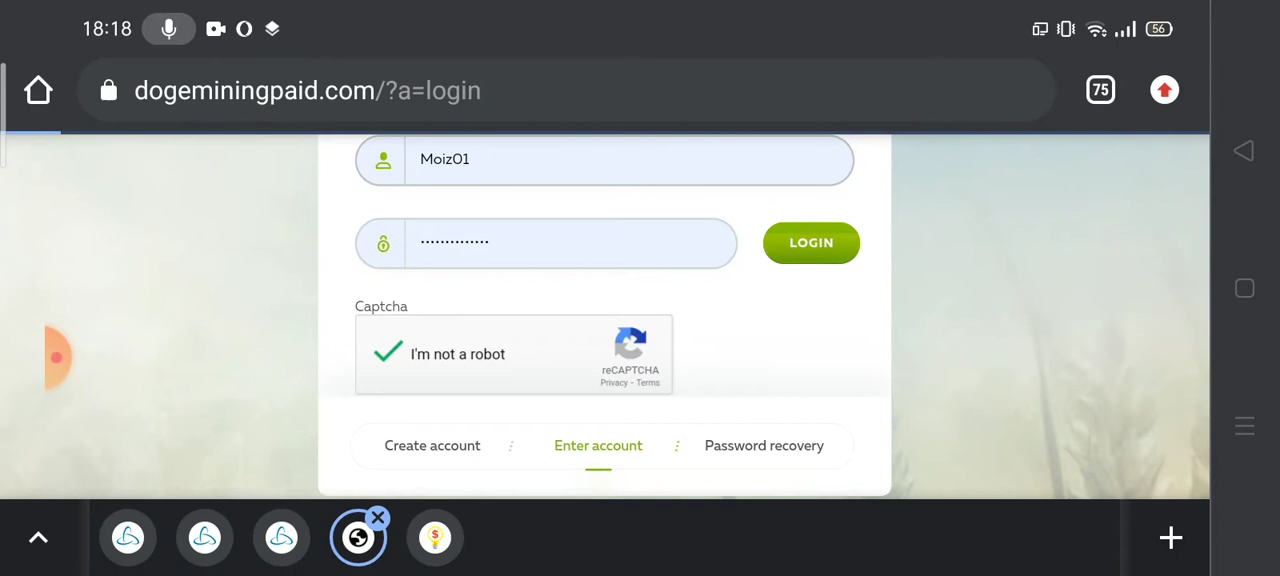 18:18
56
dogeminingpaid.com/?a=login
75
Moiz01
..............
LOGIN
Captcha
I'm not a robot
reCAPTCHA
Privacy - Terms
Create account
Enter account
Password recovery